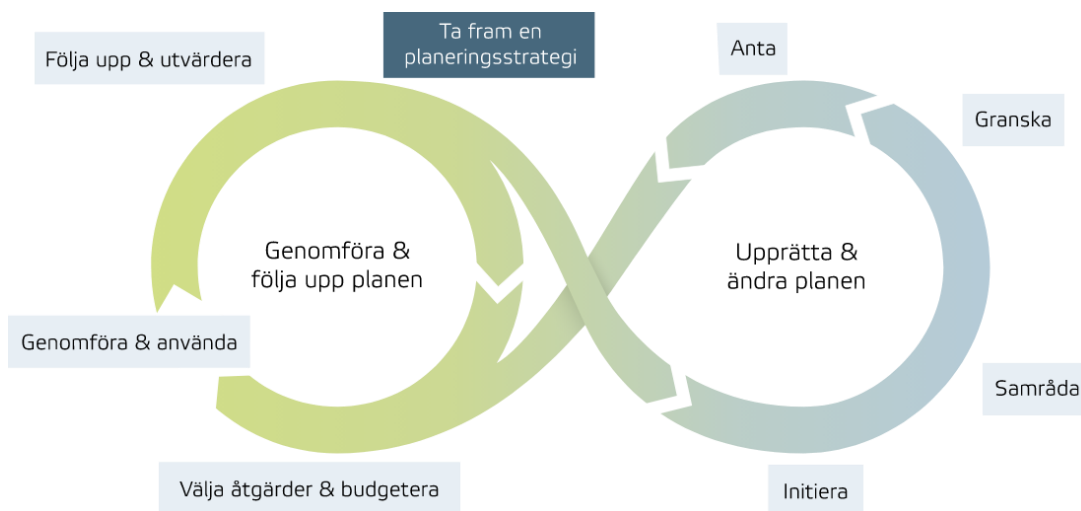 Ta fram en
planeringsstrategi
Följa upp & utvärdera
Anta
Granska
Genomföra &
följa upp planen
Upprätta &
ändra planen
Genomföra & använda
Samråda
Välja åtgärder & budgetera
Initiera